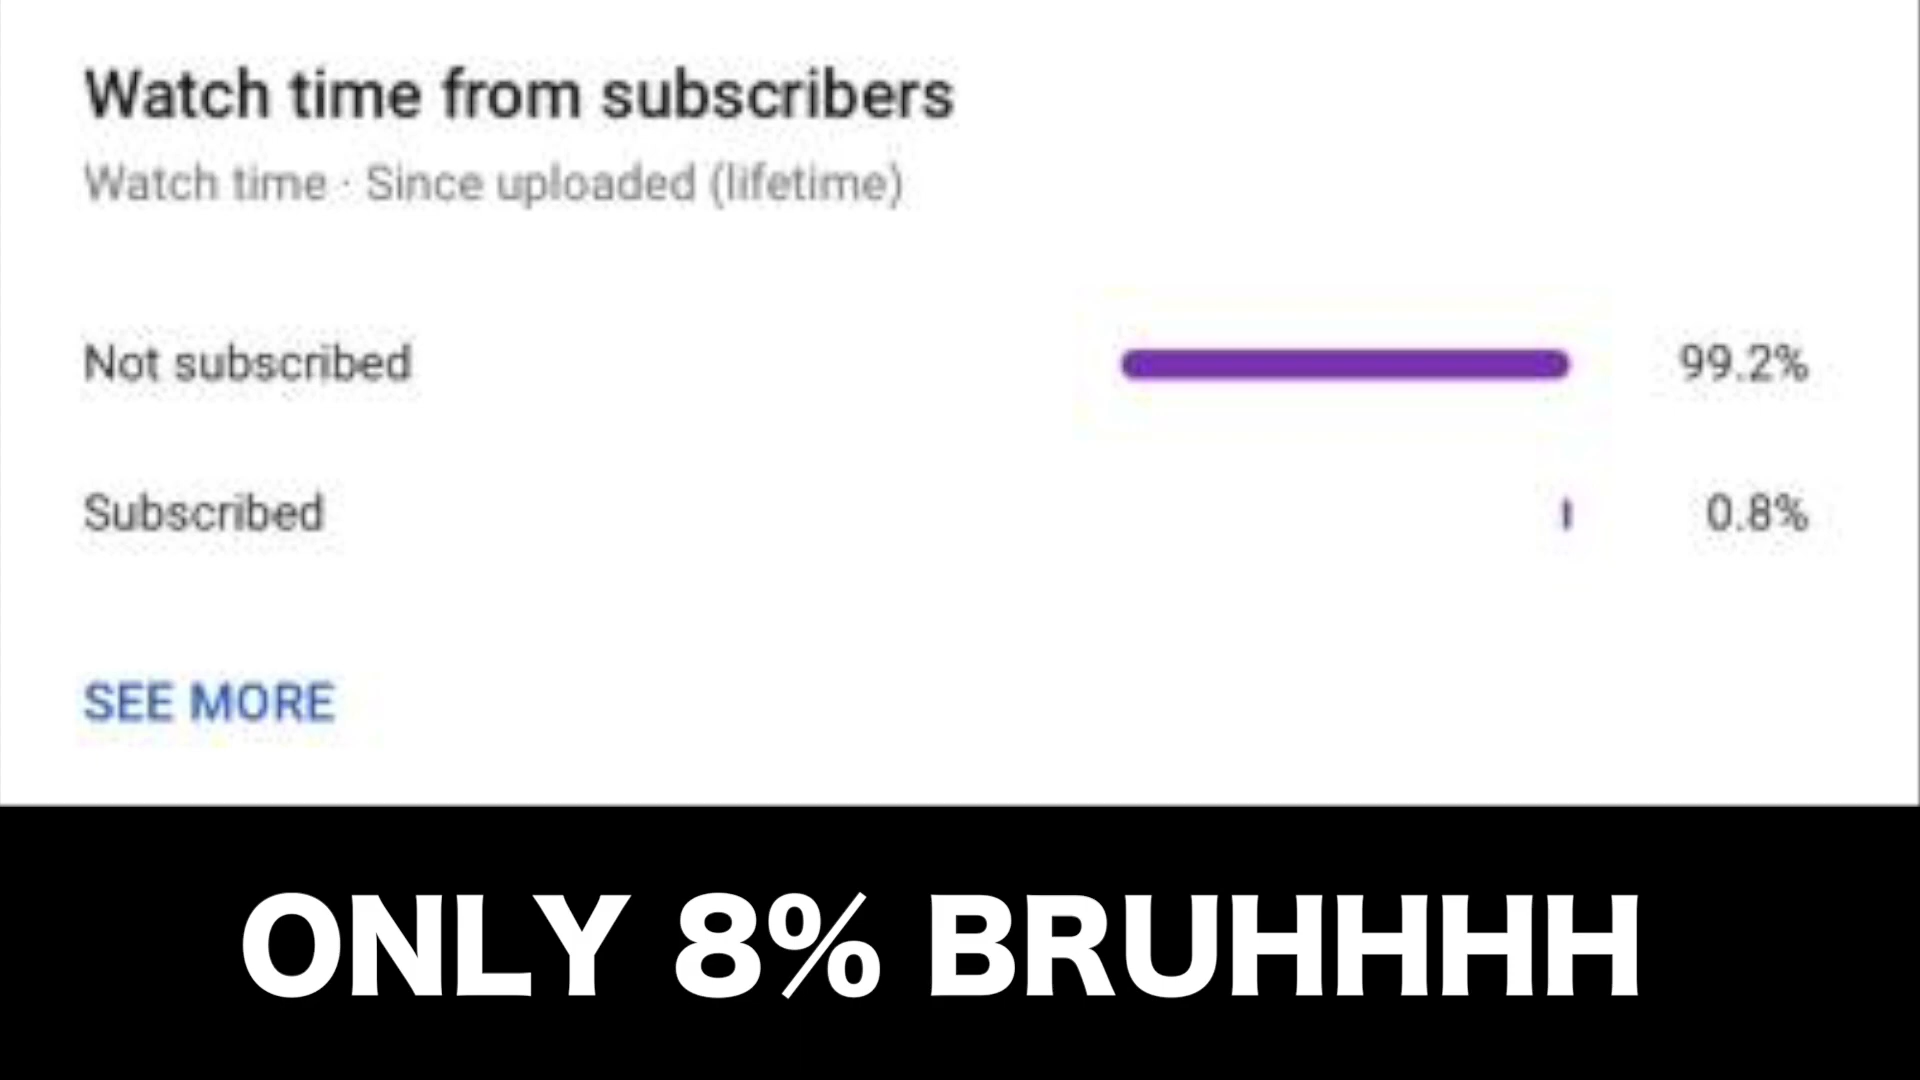 Watch time from subscribers
Watch time · Since uploaded (lifetime)
Not subscribed 99.2%
Subscribed 0.8%
SEE MORE
ONLY 8% BRUHHHH